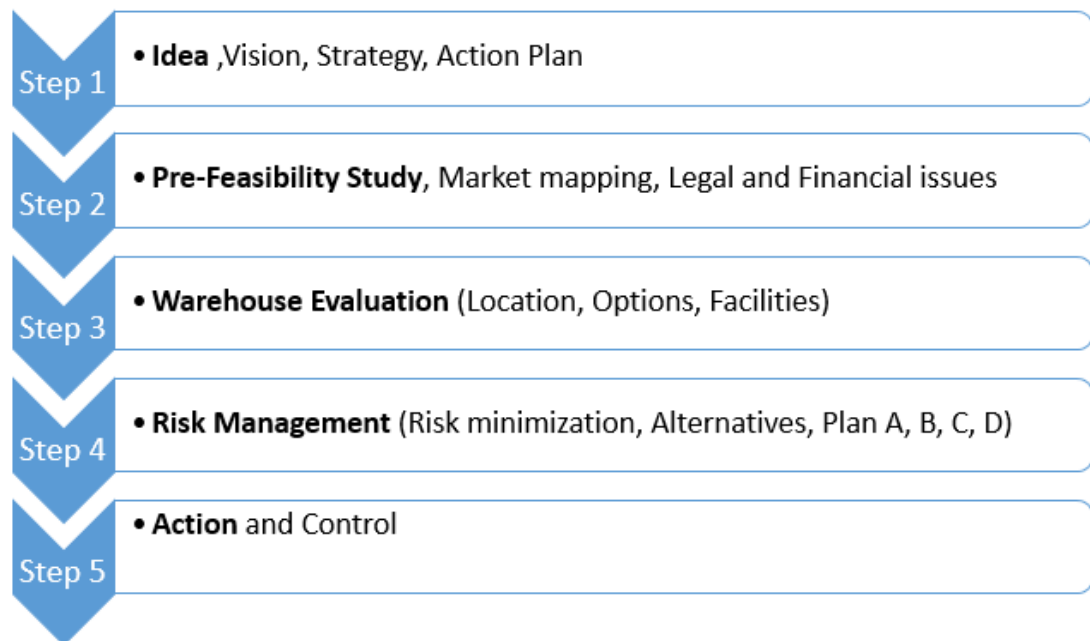 Step 1
• Idea ,Vision, Strategy, Action Plan
Step 2
• Pre-Feasibility Study, Market mapping, Legal and Financial issues
Step 3
• Warehouse Evaluation (Location, Options, Facilities)
Step 4
• Risk Management (Risk minimization, Alternatives, Plan A, B, C, D)
Step 5
• Action and Control